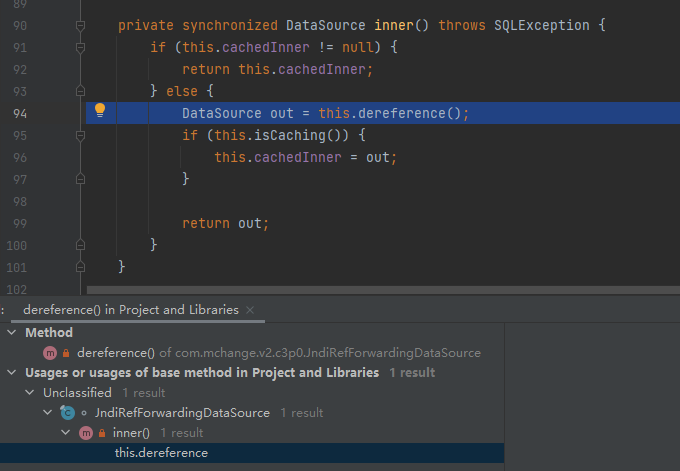 89
90 private synchronized DataSource inner() throws SQLException {
91 if (this.cachedInner != null) {
92 return this.cachedInner;
93 } else {
94 DataSource out = this.dereference();
95 if (this.isCaching()) {
96 this.cachedInner = out;
97 }
98
99 return out;
100 }
101 }
102
: dereference() in Project and Libraries ×
Method
m dereference() of com.mchange.v2.c3p0.JndiRefForwardingDataSource
Usages or usages of base method in Project and Libraries 1 result
Unclassified 1 result
C JndiRefForwardingDataSource 1 result
m inner() 1 result
this.dereference